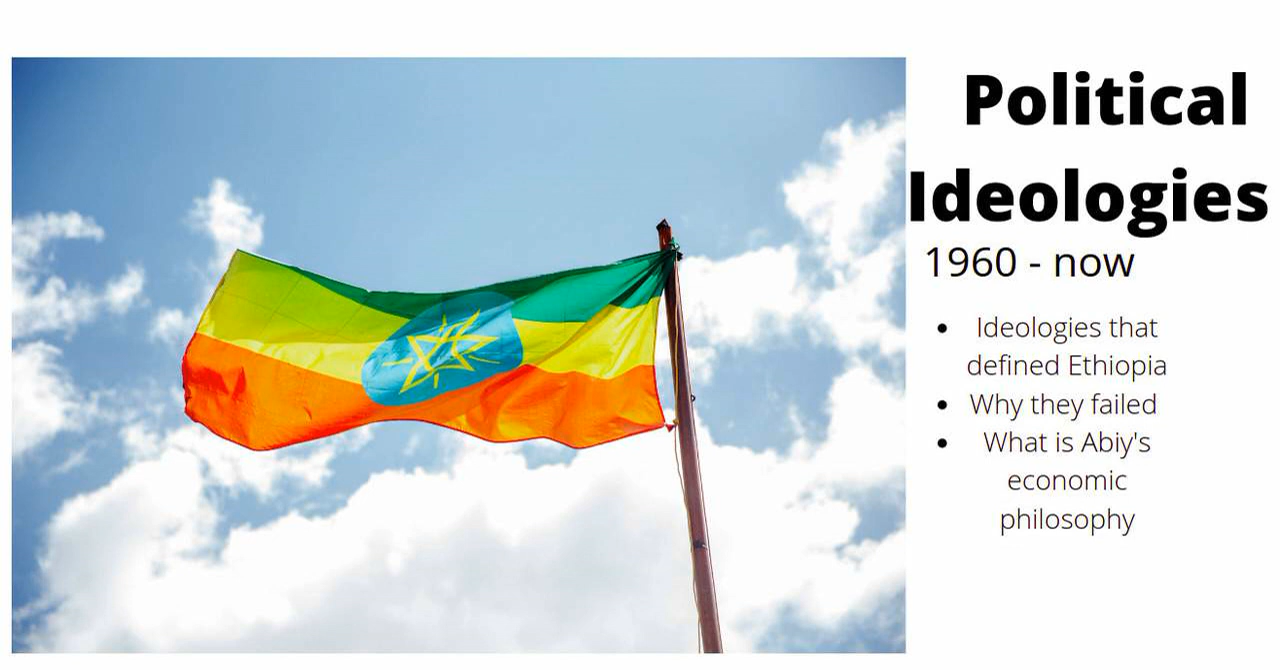 Political
Ideologies
1960 - now
• Ideologies that
defined Ethiopia
• Why they failed
• What is Abiy's
economic
philosophy